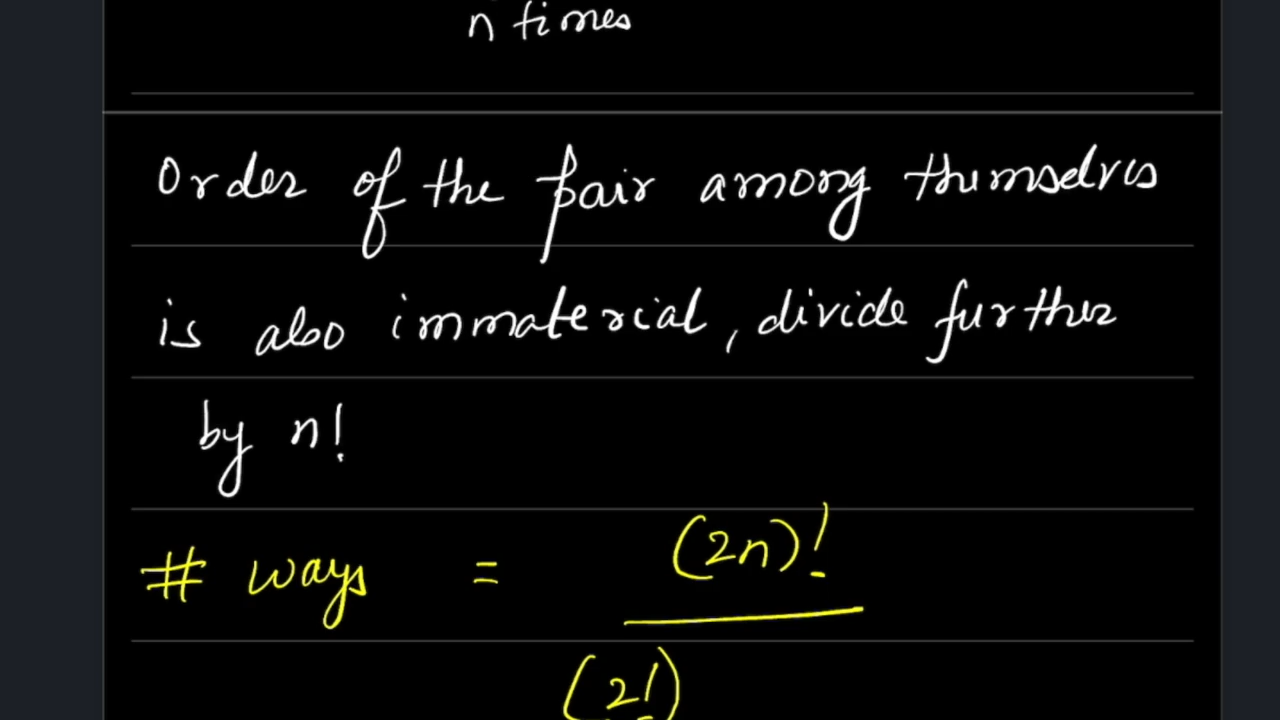 n times
Order of the pair among themselves
is also immaterial, divide further
by n!
# ways = (2n)!
(2!)